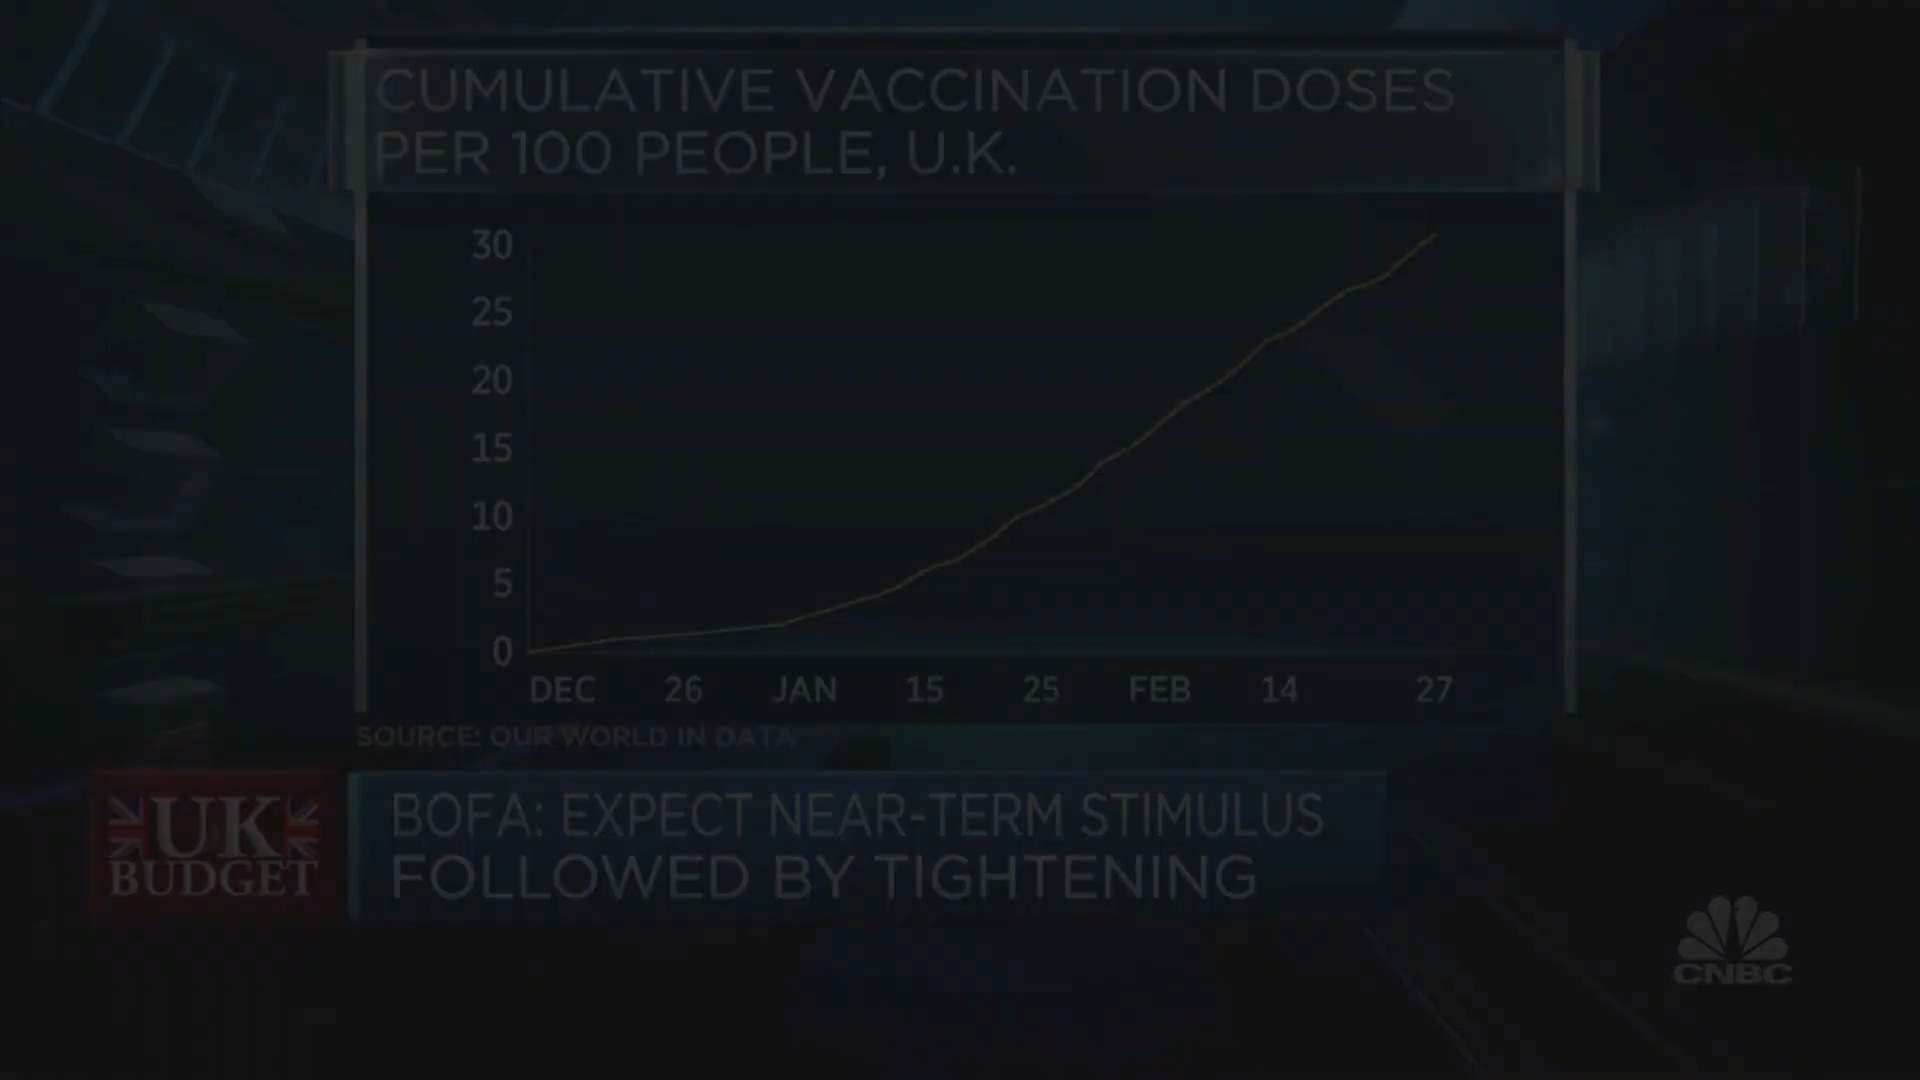 CUMULATIVE VACCINATION DOSES
PER 100 PEOPLE, U.K.
30
25
20
15
10
5
0
DEC 26 JAN 15 25 FEB 14 27
SOURCE: OUR WORLD IN DATA
UK
BUDGET
BOFA: EXPECT NEAR-TERM STIMULUS
FOLLOWED BY TIGHTENING
CNBC